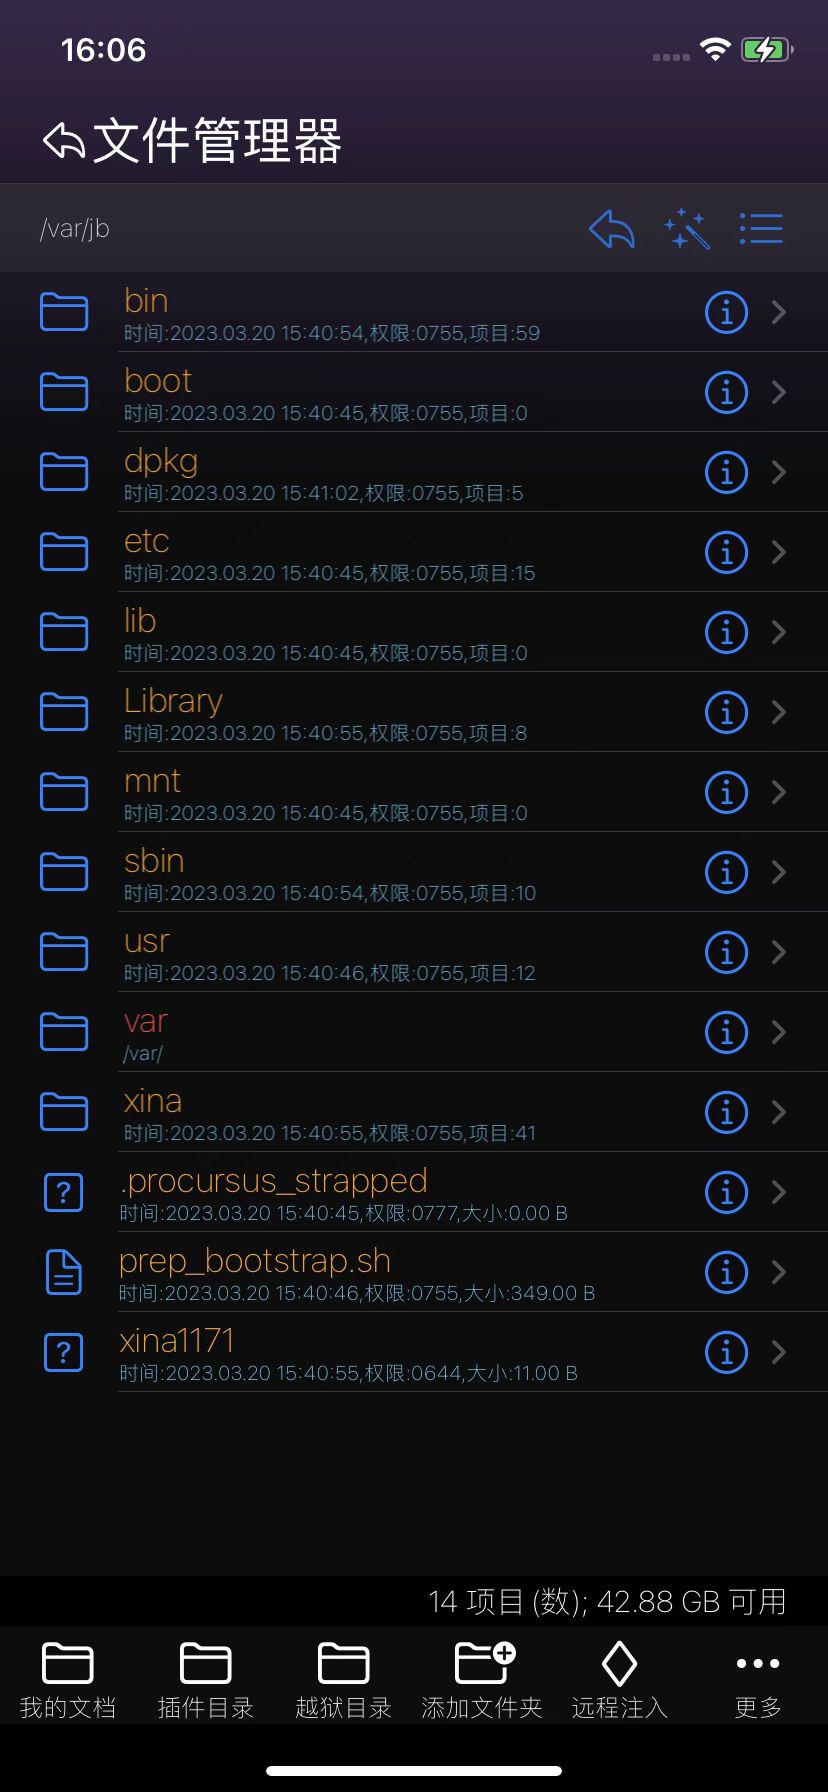 16:06
文件管理器
/var/jb
bin
时间:2023.03.20 15:40:54,权限:0755,项目:59
boot
时间:2023.03.20 15:40:45,权限:0755,项目:0
dpkg
时间:2023.03.20 15:41:02,权限:0755,项目:5
etc
时间:2023.03.20 15:40:45,权限:0755,项目:15
lib
时间:2023.03.20 15:40:45,权限:0755,项目:0
Library
时间:2023.03.20 15:40:55,权限:0755,项目:8
mnt
时间:2023.03.20 15:40:45,权限:0755,项目:0
sbin
时间:2023.03.20 15:40:54,权限:0755,项目:10
usr
时间:2023.03.20 15:40:46,权限:0755,项目:12
var
/var/
xina
时间:2023.03.20 15:40:55,权限:0755,项目:41
.procursus_strapped
时间:2023.03.20 15:40:45,权限:0777,大小:0.00 B
prep_bootstrap.sh
时间:2023.03.20 15:40:46,权限:0755,大小:349.00 B
xina1171
时间:2023.03.20 15:40:55,权限:0644,大小:11.00 B
14 项目 (数); 42.88 GB 可用
我的文档 插件目录 越狱目录 添加文件夹 远程注入 更多